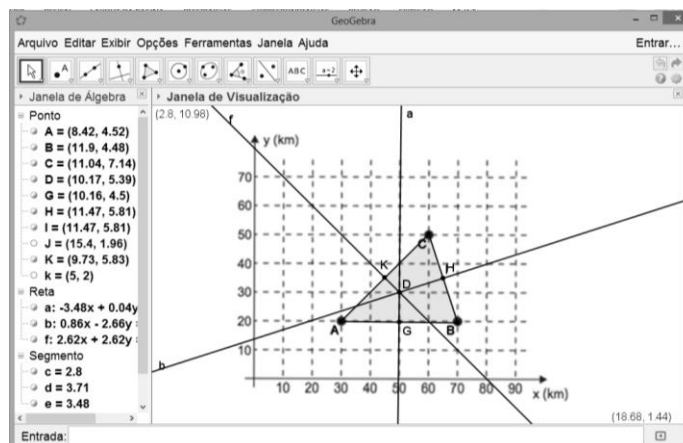 GeoGebra
Arquivo Editar Exibir Opções Ferramentas Janela Ajuda
Entrar...
A
ABC
a=2
Janela de Álgebra
Janela de Visualização
Ponto
A = (8.42, 4.52)
B = (11.9, 4.48)
C = (11.04, 7.14)
D = (10.17, 5.39)
G = (10.16, 4.5)
H = (11.47, 5.81)
I = (11.47, 5.81)
J = (15.4, 1.96)
K = (9.73, 5.83)
k = (5, 2)
Reta
a: -3.48x + 0.04y
b: 0.86x - 2.66y
f: 2.62x + 2.62y
Segmento
c = 2.8
d = 3.71
e = 3.48
(2.8, 10.98)
f
a
y (km)
70
60
50
40
30
20
10
C
K
H
D
A
G
B
b
10 20 30 40 50 60 70 80 90
x (km)
(18.68, 1.44)
Entrada: